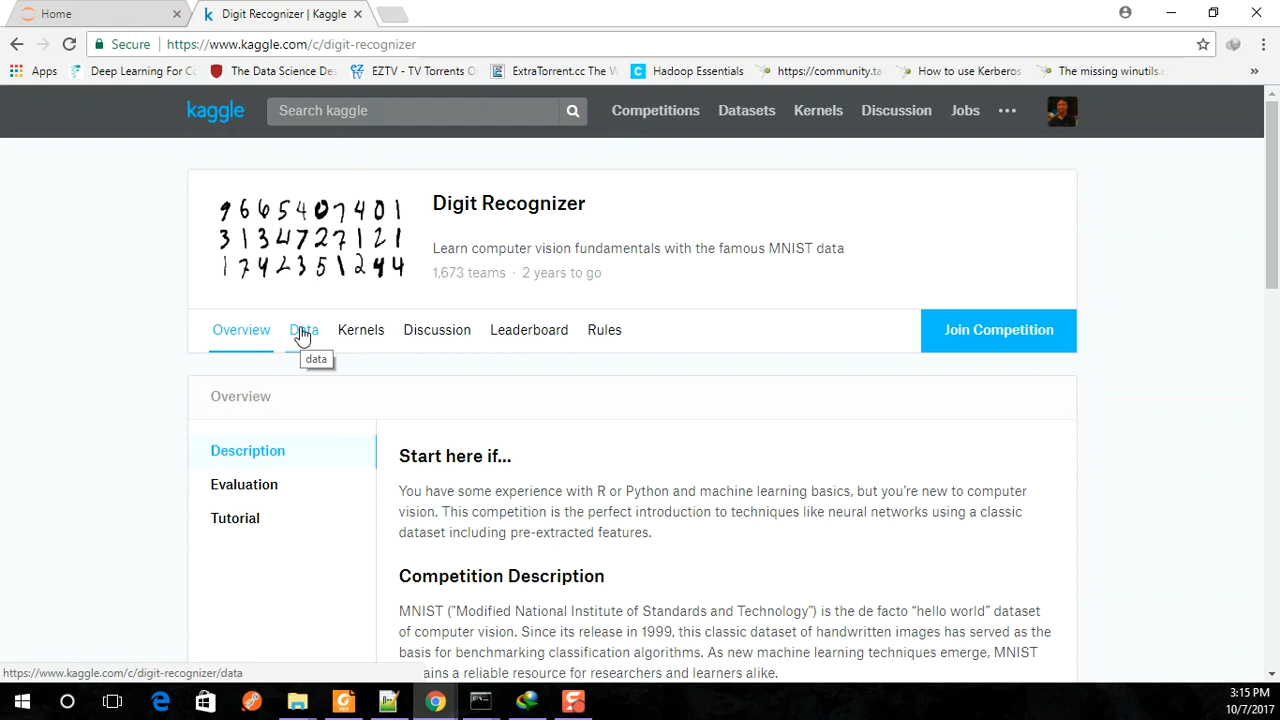 Home
Digit Recognizer | Kaggle
Secure
https://www.kaggle.com/c/digit-recognizer
Apps
Deep Learning For Co
The Data Science Des
EZTV - TV Torrents O
ExtraTorrent.cc The W
Hadoop Essentials
https://community.ta
How to use Kerberos
The missing winutils.
»
kaggle
Search kaggle
Competitions
Datasets
Kernels
Discussion
Jobs
9 6 6 5 4 0 7 4 0 1
3 1 3 4 7 2 7 1 2 1
1 7 4 2 3 5 1 2 4 4
Digit Recognizer
Learn computer vision fundamentals with the famous MNIST data
1,673 teams · 2 years to go
Overview
Data
Kernels
Discussion
Leaderboard
Rules
Join Competition
data
Overview
Description
Evaluation
Tutorial
Start here if...
You have some experience with R or Python and machine learning basics, but you're new to computer
vision. This competition is the perfect introduction to techniques like neural networks using a classic
dataset including pre-extracted features.
Competition Description
MNIST ("Modified National Institute of Standards and Technology") is the de facto “hello world” dataset
of computer vision. Since its release in 1999, this classic dataset of handwritten images has served as the
basis for benchmarking classification algorithms. As new machine learning techniques emerge, MNIST
a reliable resource for researchers and learners alike.
https://www.kaggle.com/c/digit-recognizer/data
3:15 PM
10/7/2017